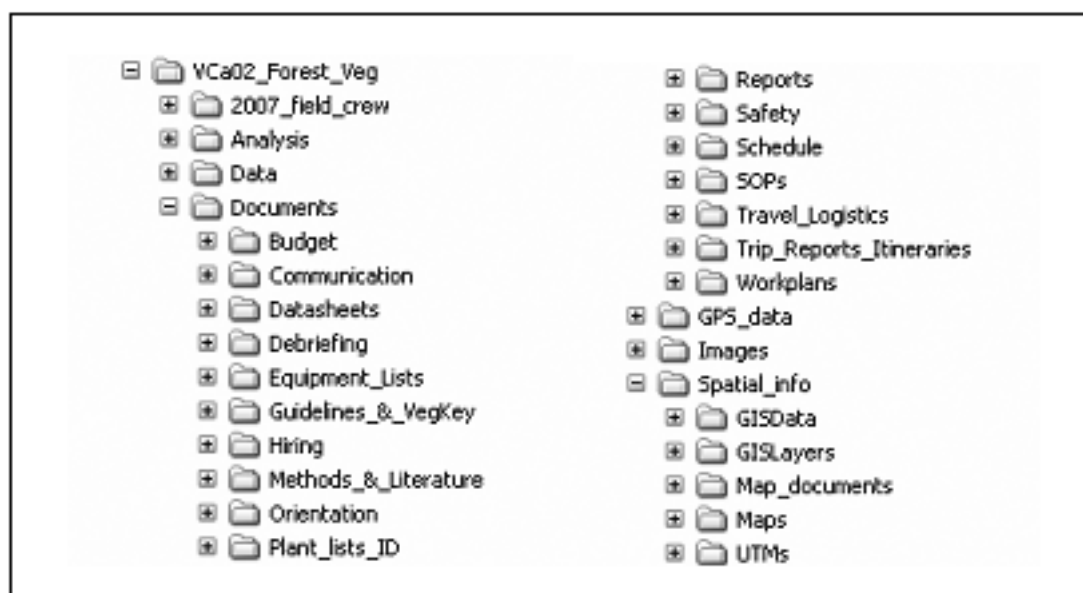 VCa02_Forest_Veg
2007_field_crew
Analysis
Data
Documents
Budget
Communication
Datasheets
Debriefing
Equipment_Lists
Guidelines_&_VegKey
Hiring
Methods_&_Literature
Orientation
Plant_lists_ID
Reports
Safety
Schedule
SOPs
Travel_Logistics
Trip_Reports_Itineraries
Workplans
GPS_data
Images
Spatial_info
GISData
GISLayers
Map_documents
Maps
UTMs